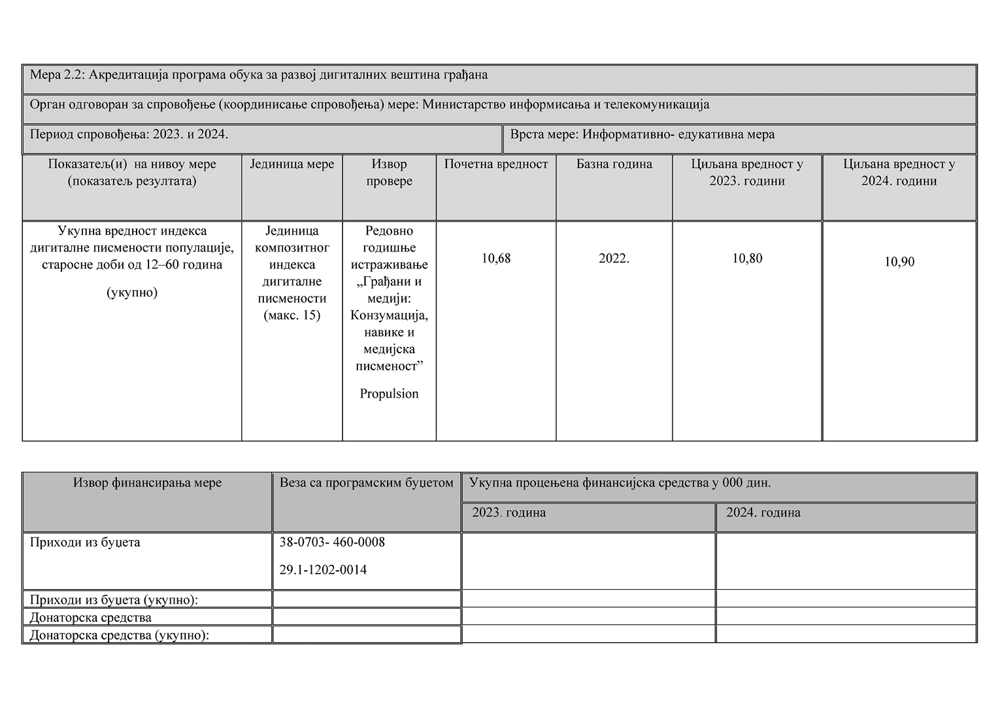 Мера 2.2: Акредитација програма обука за развој дигиталних вештина грађана
Орган одговоран за спровођење (координисање спровођења) мере: Министарство информисања и телекомуникација
Период спровођења: 2023. и 2024.
Врста мере: Информативно- едукативна мера
Показатељ(и) на нивоу мере
(показатељ резултата)
Јединица мере
Извор
провере
Почетна вредност
Базна година
Циљана вредност у
2023. години
Циљана вредност у
2024. години
Укупна вредност индекса
дигиталне писмености популације,
старосне доби од 12–60 година
(укупно)
Јединица
композитног
индекса
дигиталне
писмености
(макс. 15)
Редовно
годишње
истраживање
„Грађани и
медији:
Конзумација,
навике и
медијска
писменост”
Propulsion
10,68
2022.
10,80
10,90
Извор финансирања мере
Веза са програмским буџетом
Укупна процењена финансијска средства у 000 дин.
2023. година
2024. година
Приходи из буџета
38-0703- 460-0008
29.1-1202-0014
Приходи из буџета (укупно):
Донаторска средства
Донаторска средства (укупно):